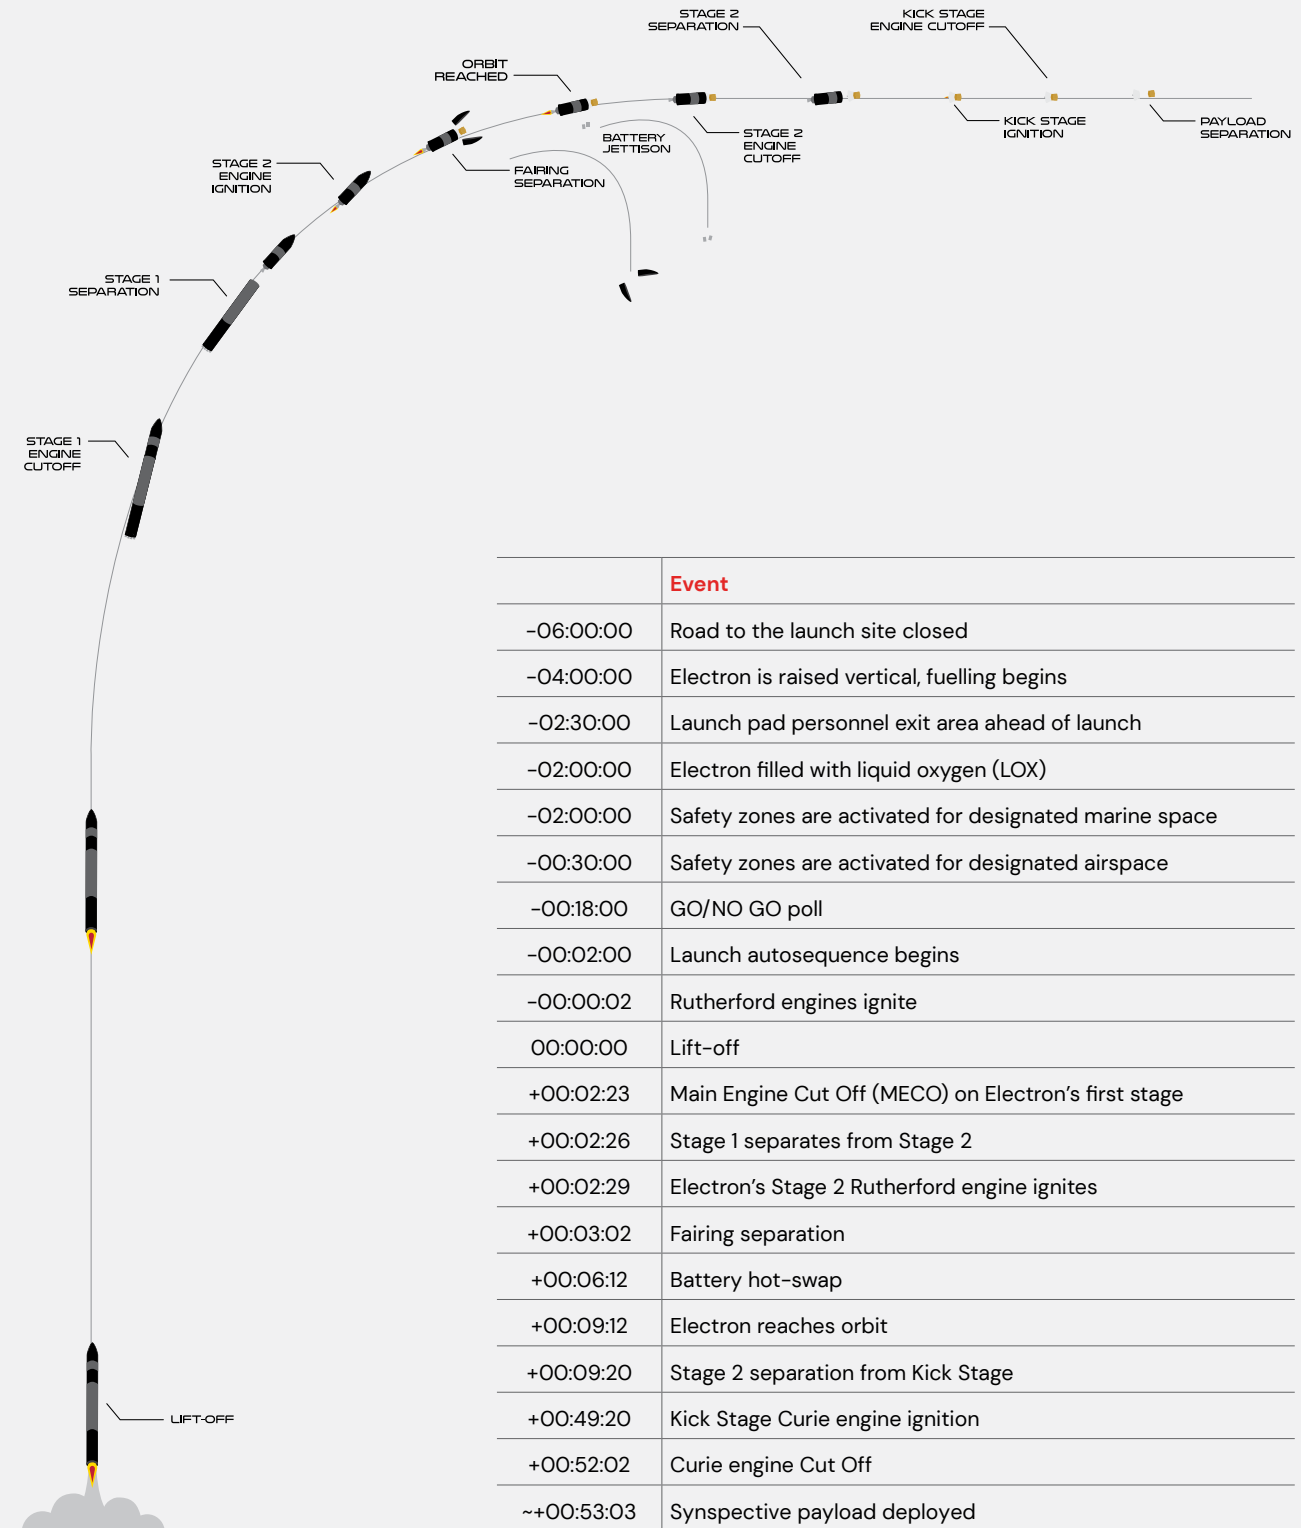 STAGE 2
SEPARATION
KICK STAGE
ENGINE CUTOFF
ORBIT
REACHED
KICK STAGE
IGNITION
PAYLOAD
SEPARATION
BATTERY
JETTISON
STAGE 2
ENGINE
CUTOFF
STAGE 2
ENGINE
IGNITION
FAIRING
SEPARATION
STAGE 1
SEPARATION
STAGE 1
ENGINE
CUTOFF
LIFT-OFF
Event
-06:00:00 Road to the launch site closed
-04:00:00 Electron is raised vertical, fuelling begins
-02:30:00 Launch pad personnel exit area ahead of launch
-02:00:00 Electron filled with liquid oxygen (LOX)
-02:00:00 Safety zones are activated for designated marine space
-00:30:00 Safety zones are activated for designated airspace
-00:18:00 GO/NO GO poll
-00:02:00 Launch autosequence begins
-00:00:02 Rutherford engines ignite
00:00:00 Lift-off
+00:02:23 Main Engine Cut Off (MECO) on Electron’s first stage
+00:02:26 Stage 1 separates from Stage 2
+00:02:29 Electron’s Stage 2 Rutherford engine ignites
+00:03:02 Fairing separation
+00:06:12 Battery hot-swap
+00:09:12 Electron reaches orbit
+00:09:20 Stage 2 separation from Kick Stage
+00:49:20 Kick Stage Curie engine ignition
+00:52:02 Curie engine Cut Off
~+00:53:03 Synspective payload deployed